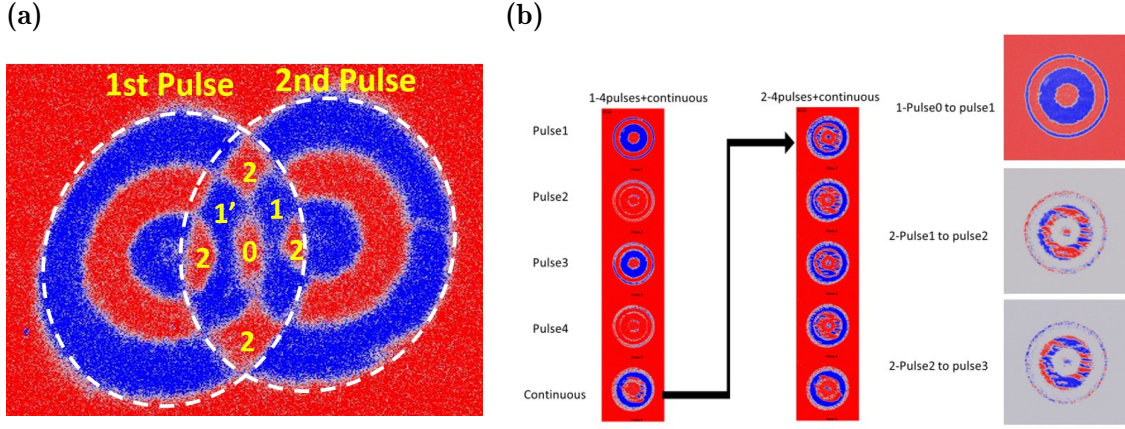 (a)
(b)
1st Pulse 2nd Pulse
2
1'
1
2
0
2
2
1-4pulses+continuous
2-4pulses+continuous
Pulse1
Pulse2
Pulse3
Pulse4
Continuous
1-Pulse0 to pulse1
2-Pulse1 to pulse2
2-Pulse2 to pulse3